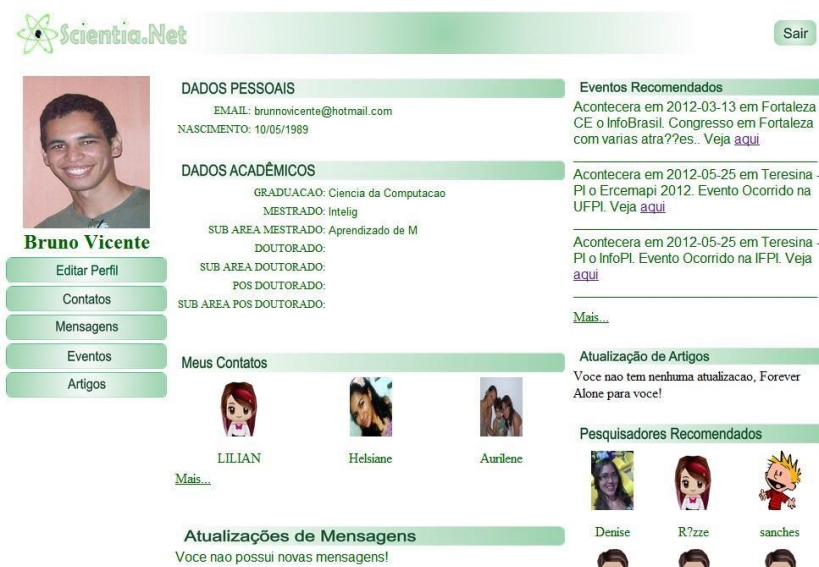 Scientia.Net
Sair
Bruno Vicente
Editar Perfil
Contatos
Mensagens
Eventos
Artigos
DADOS PESSOAIS
EMAIL: brunnovicente@hotmail.com
NASCIMENTO: 10/05/1989
DADOS ACADÊMICOS
GRADUACAO: Ciencia da Computacao
MESTRADO: Intelig
SUB AREA MESTRADO: Aprendizado de M
DOUTORADO:
SUB AREA DOUTORADO:
POS DOUTORADO:
SUB AREA POS DOUTORADO:
Meus Contatos
LILIAN Helsiane Aurilene
Mais...
Atualizações de Mensagens
Voce nao possui novas mensagens!
Eventos Recomendados
Acontecera em 2012-03-13 em Fortaleza
CE o InfoBrasil. Congresso em Fortaleza
com varias atra??es.. Veja aqui
Acontecera em 2012-05-25 em Teresina -
PI o Ercemapi 2012. Evento Ocorrido na
UFPI. Veja aqui
Acontecera em 2012-05-25 em Teresina -
PI o InfoPI. Evento Ocorrido na IFPI. Veja
aqui
Mais...
Atualização de Artigos
Voce nao tem nenhuma atualizacao, Forever
Alone para voce!
Pesquisadores Recomendados
Denise R?zze sanches